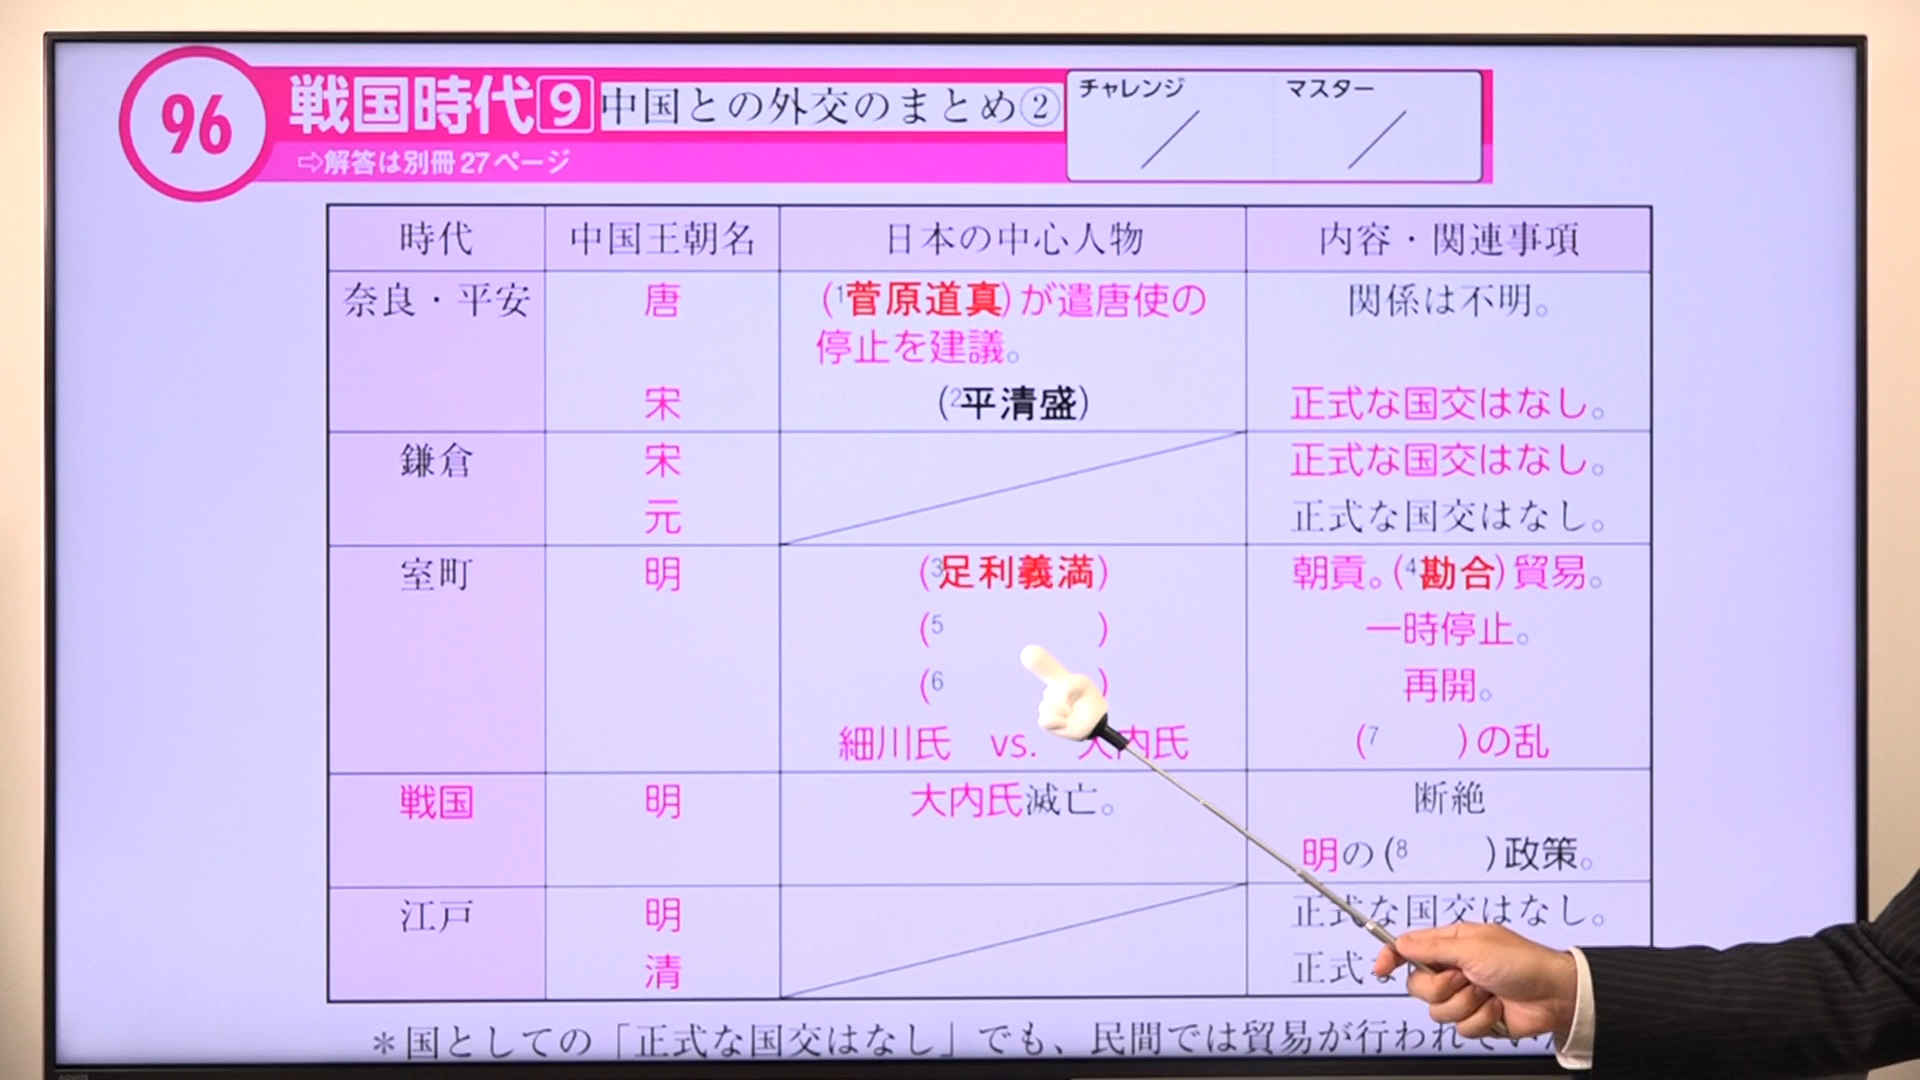 96
戦国時代9 中国との外交のまとめ②
⇨解答は別冊27ページ
チャレンジ マスター
時代 中国王朝名 日本の中心人物 内容・関連事項
奈良・平安 唐 (1菅原道真)が遣唐使の 関係は不明。
停止を建議。
宋 (2平清盛) 正式な国交はなし。
鎌倉 宋 正式な国交はなし。
元 正式な国交はなし。
室町 明 (3足利義満) 朝貢。(4勘合)貿易。
(5 ) 一時停止。
(6 ) 再開。
細川氏 vs. 大内氏 (7 )の乱
戦国 明 大内氏滅亡。 断絶
明の(8 )政策。
江戸 明 正式な国交はなし。
清 正式
＊国としての「正式な国交はなし」でも、民間では貿易が行われてい
AQUOS